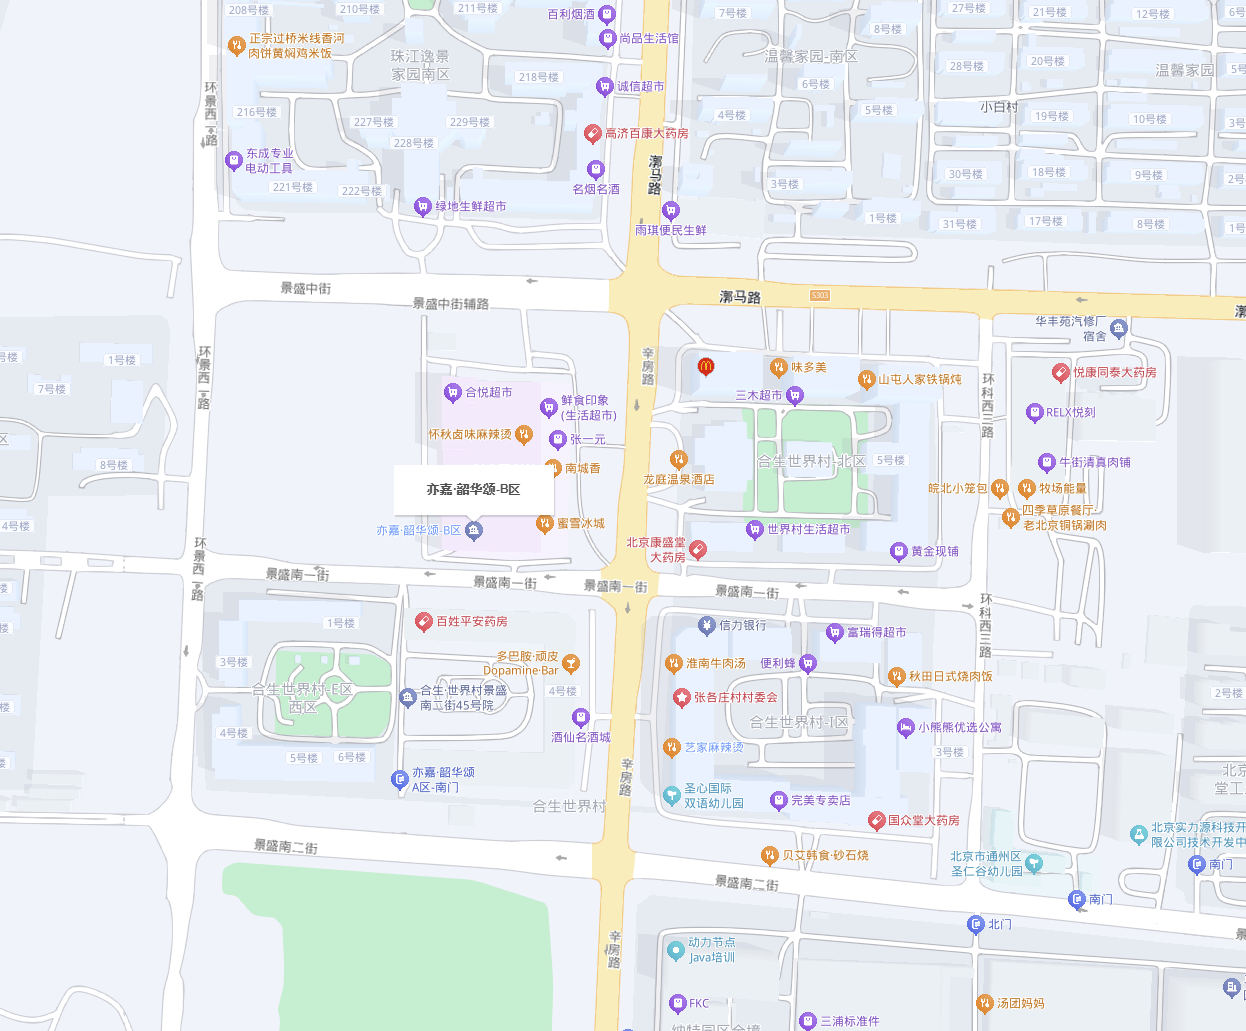 百利烟酒
208号楼
210号楼
211号楼
7号楼
27号楼
21号楼
12号楼
正宗过桥米线香河
肉饼黄焖鸡米饭
尚品生活馆
8号楼
珠江逸景
家园南区
温馨家园-南区
28号楼
20号楼
温馨家园
218号楼
诚信超市
6号楼
小白村
216号楼
4号楼
5号楼
19号楼
10号楼
227号楼
229号楼
环景西一路
高济百康大药房
228号楼
东成专业
电动工具
漷马路
名烟名酒
221号楼
222号楼
3号楼
30号楼
18号楼
9号楼
绿地生鲜超市
雨琪便民生鲜
1号楼
31号楼
17号楼
8号楼
景盛中街
景盛中街辅路
漷马路
S303
华丰苑汽修厂
宿舍
1号楼
7号楼
8号楼
4号楼
环景西一路
辛房路
味多美
山屯人家铁锅炖
悦康同泰大药房
合悦超市
三木超市
鲜食印象
(生活超市)
环科西三路
RELX悦刻
怀秋卤味麻辣烫
张一元
合生世界村-北区
5号楼
牛街清真肉铺
南城香
龙庭温泉酒店
亦嘉·韶华颂-B区
皖北小笼包
牧场能量
四季草原餐厅·
老北京铜锅涮肉
亦嘉·韶华颂-B区
蜜雪冰城
世界村生活超市
北京康盛堂
大药房
黄金现铺
环景西一路
景盛南一街
景盛南一街
景盛南一街
景盛南一街
环科西三路
1号楼
百姓平安药房
信力银行
富瑞得超市
3号楼
多巴胺·顽皮
Dopamine·Bar
淮南牛肉汤
便利蜂
秋田日式烧肉饭
合生世界村-E区
西区
合生·世界村景盛
南二街45号院
4号楼
张各庄村村委会
2号楼
4号楼
酒仙名酒城
合生世界村-I区
小熊熊优选公寓
5号楼
6号楼
艺家麻辣烫
3号楼
亦嘉·韶华颂
A区-南门
辛房路
圣心国际
双语幼儿园
完美专卖店
合生世界村
国众堂大药房
北京实力源科技开
限公司技术开发中
景盛南二街
贝艾韩食·砂石烧
北京市通州区
圣仁谷幼儿园
南门
景盛南二街
南门
北门
辛房路
动力节点
Java培训
FKC
汤团妈妈
三浦标准件